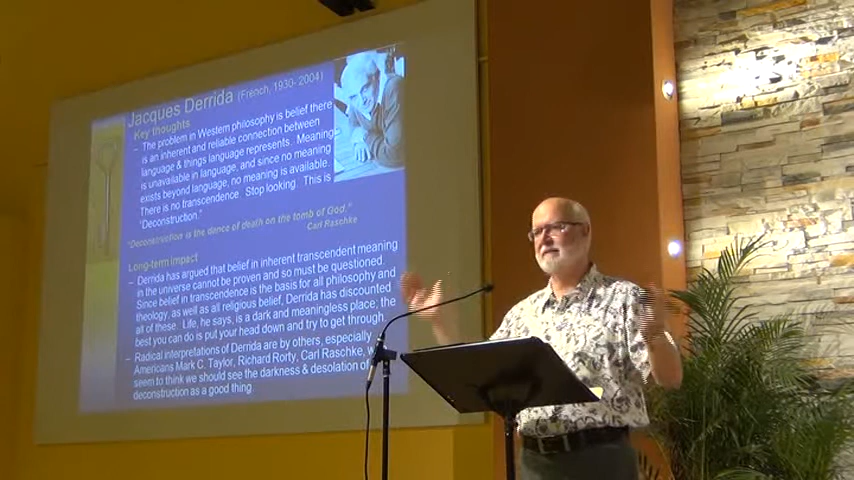 Jacques Derrida (French, 1930- 2004)
Key thoughts
– The problem in Western philosophy is belief there
is an inherent and reliable connection between
language & things language represents. Meaning
is unavailable in language, and since no meaning
exists beyond language, no meaning is available.
There is no transcendence. Stop looking. This is
“Deconstruction.”
“Deconstruction is the dance of death on the tomb of God.”
Carl Raschke
Long-term impact
– Derrida has argued that belief in inherent transcendent meaning
in the universe cannot be proven and so must be questioned.
Since belief in transcendence is the basis for all philosophy and
theology, as well as all religious belief, Derrida has discounted
all of these. Life, he says, is a dark and meaningless place; the
best you can do is put your head down and try to get through.
– Radical interpretations of Derrida are by others, especially
Americans Mark C. Taylor, Richard Rorty, Carl Raschke,
seem to think we should see the darkness & desolation of
deconstruction as a good thing.